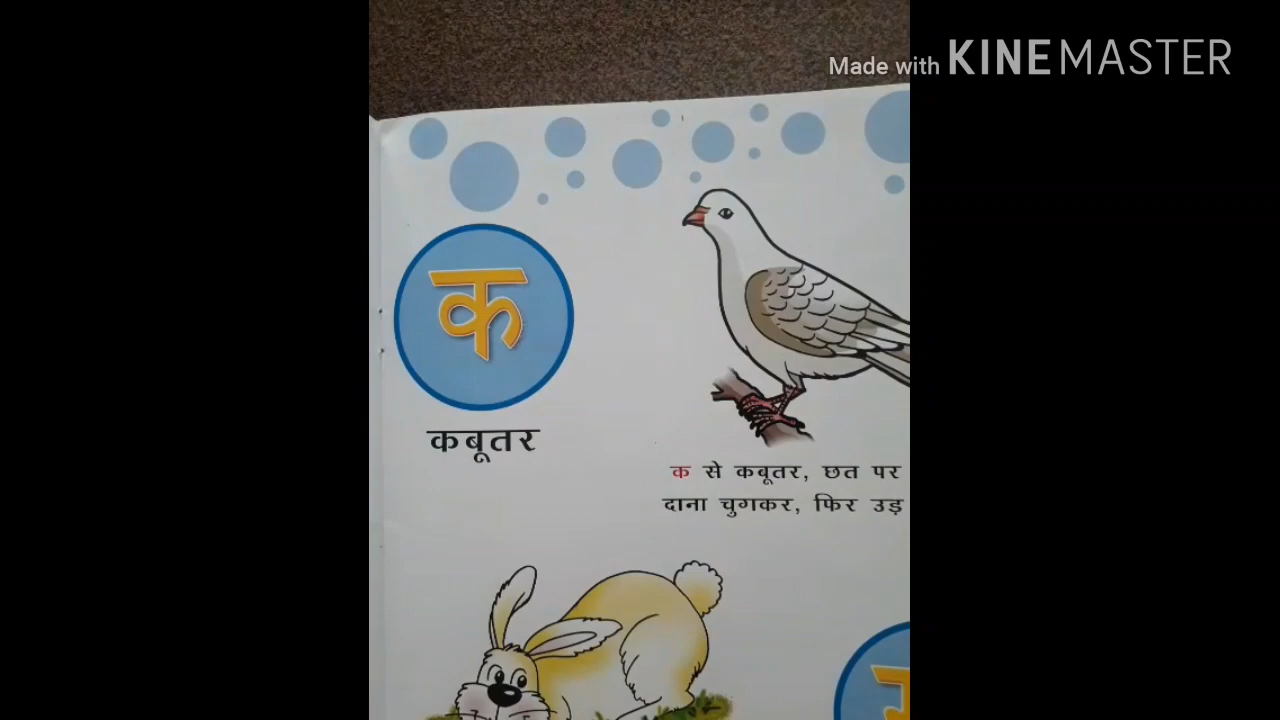 Made with KINEMASTER
क
कबूतर
क से कबूतर, छत पर
दाना चुगकर, फिर उड़